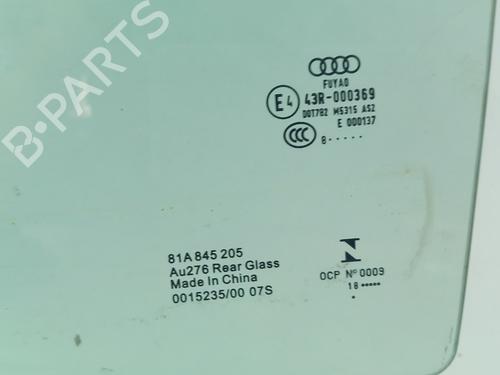 FUYAO
E4
43R-000369
DOT782 M5315 AS2
E 000137
CCC
8·····
81A 845 205
Au276 Rear Glass
Made In China
0015235/00 07S
N
OCP Nº 0009
18 ·····
·
B-PARTS